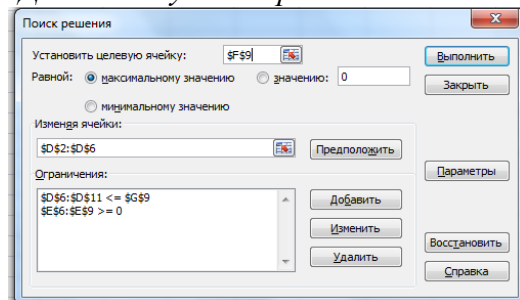 Поиск решения
Установить целевую ячейку: $F$9
Равной: максимальному значению значению: 0
минимальному значению
Изменяя ячейки:
$D$2:$D$6
Предположить
Ограничения:
$D$6:$D$11 <= $G$9
$E$6:$E$9 >= 0
Добавить
Изменить
Удалить
Выполнить
Закрыть
Параметры
Восстановить
Справка